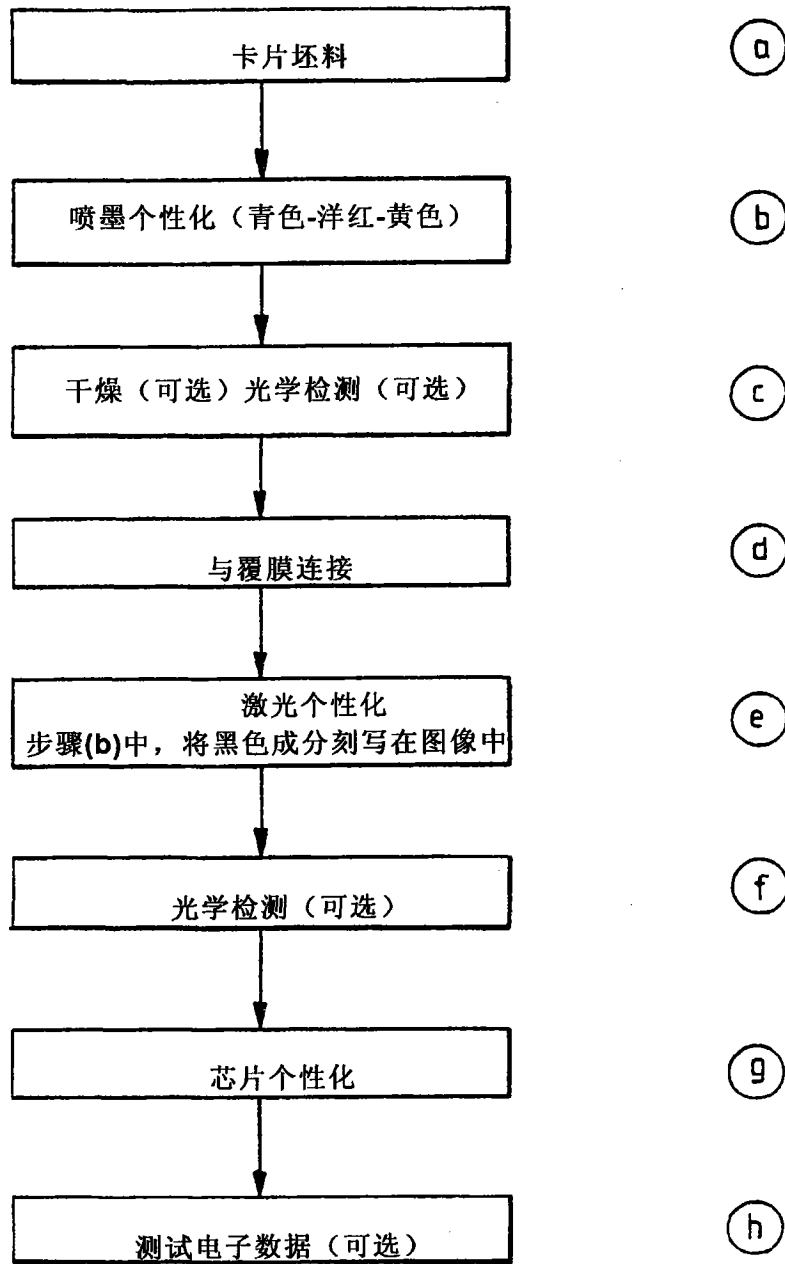 卡片坯料
a
喷墨个性化（青色-洋红-黄色）
b
干燥（可选）光学检测（可选）
c
与覆膜连接
d
激光个性化
步骤(b)中，将黑色成分刻写在图像中
e
光学检测（可选）
f
芯片个性化
g
测试电子数据（可选）
h